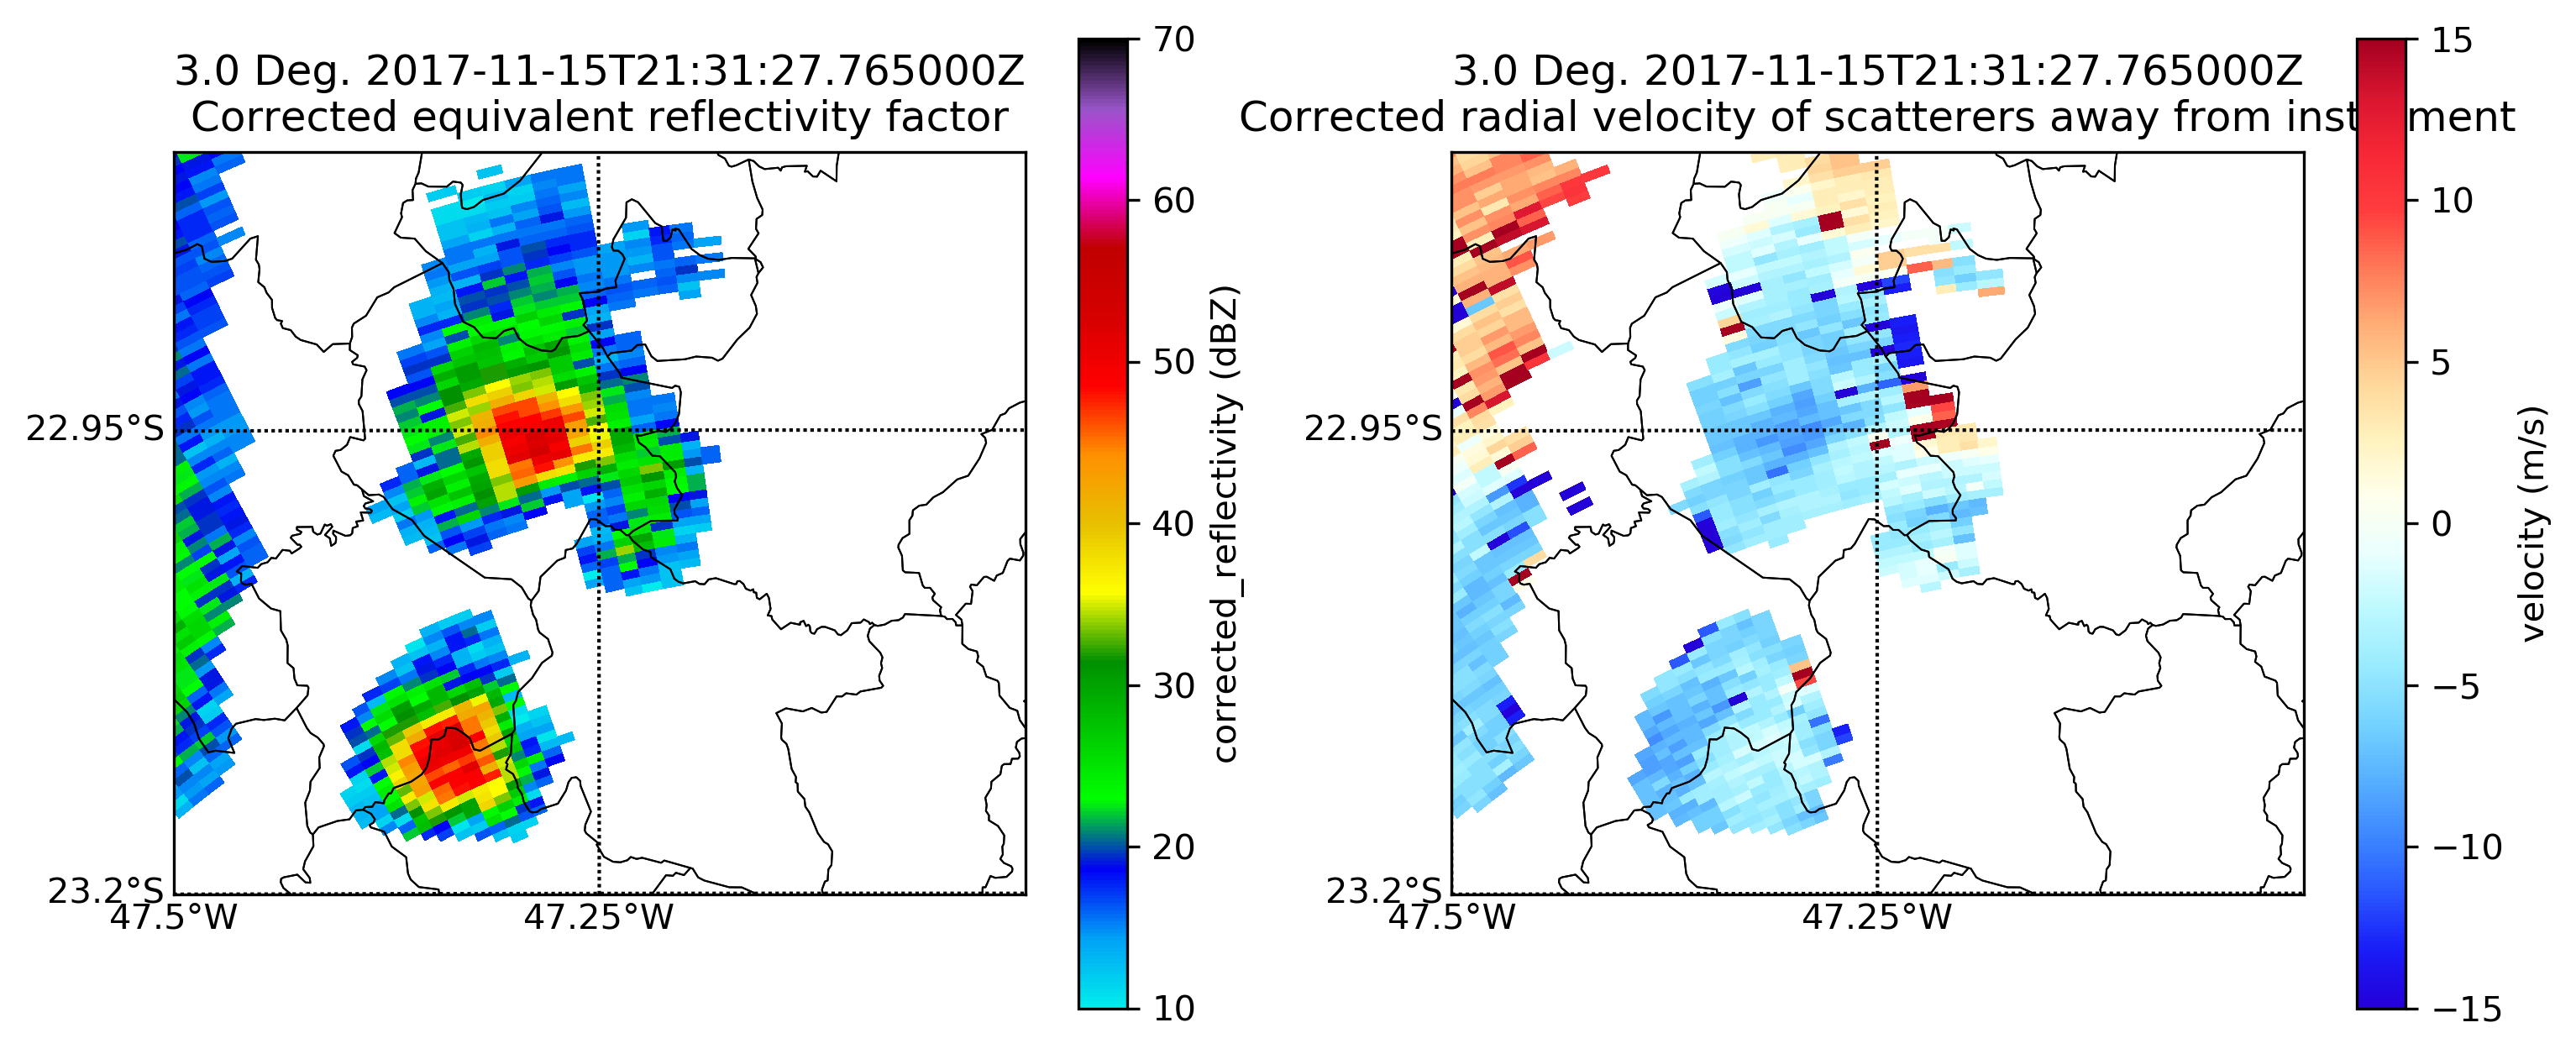 3.0 Deg. 2017-11-15T21:31:27.765000Z
Corrected equivalent reflectivity factor
22.95°S
23.2°S
47.5°W
47.25°W
70
60
50
40
30
20
10
corrected_reflectivity (dBZ)
3.0 Deg. 2017-11-15T21:31:27.765000Z
Corrected radial velocity of scatterers away from inst ment
22.95°S
23.2°S
47.5°W
47.25°W
15
10
5
0
−5
−10
−15
velocity (m/s)